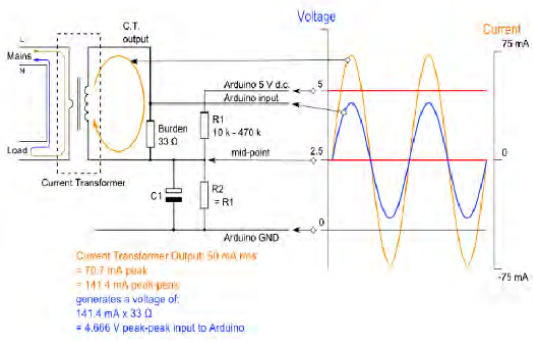 Voltage
Current
C.T.
output
75 mA
L
Mains
N
Arduino 5 V d.c.
5
Arduino input
Burden
33 Ω
R1
10 k - 470 k
mid-point
2.5
0
Load
Current Transformer
C1
R2
= R1
0
Arduino GND
-75 mA
Current Transformer Output: 50 mA rms
= 70.7 mA peak
= 141.4 mA peak-peak
generates a voltage of:
141.4 mA x 33 Ω
= 4.666 V peak-peak input to Arduino